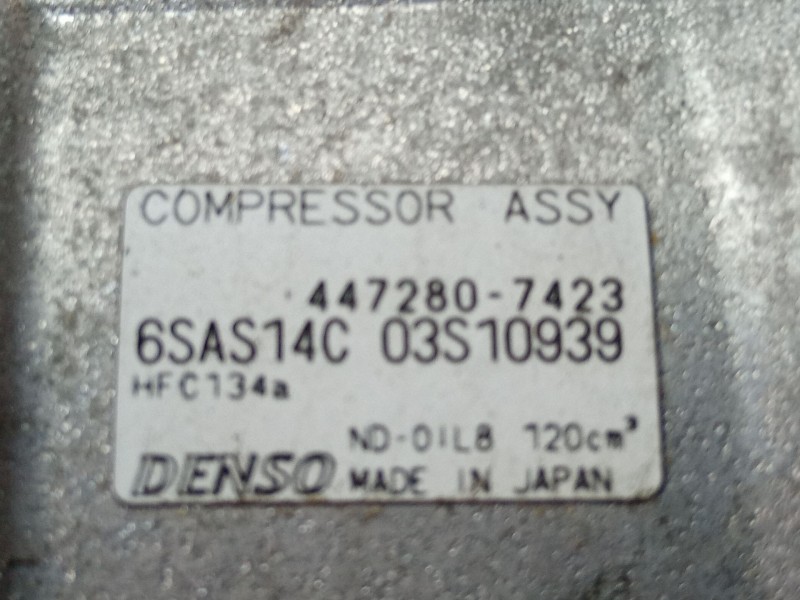 COMPRESSOR ASSY
447280-7423
6SAS14C 03S10939
HFC134a
ND-OIL8 120cm³
DENSO MADE IN JAPAN